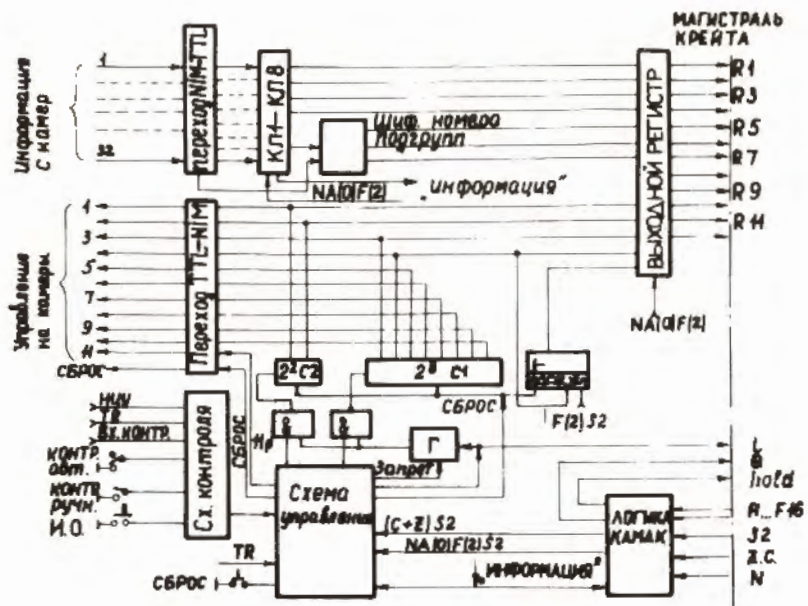 МАГИСТРАЛЬ
КРЕЙТА
Информация
с камер
1
32
Переход NIM-TTL
КЛ1-КЛ8
Шиф. номера
Подгрупп
NA(0)F(2)
"информация"
ВЫХОДНОЙ РЕГИСТР
R1
R3
R5
R7
R9
R11
NA(0)F(2)
Управление
на камеры
1
3
5
7
9
11
СБРОС
Переход TTL-NIM
2² С2
2⁸ С1
СБРОС
F(2) S2
Вх. КОНТР.
КОНТР.
авт.
КОНТР.
ручн.
И.О.
Сх. контроля
СБРОС
&
&
Г
Запрет
Схема
управления
(C+Z) S2
NA(0)F(2) S2
"ИНФОРМАЦИЯ"
TR
СБРОС
ЛОГИКА
КАМАК
L
hold
S2
N